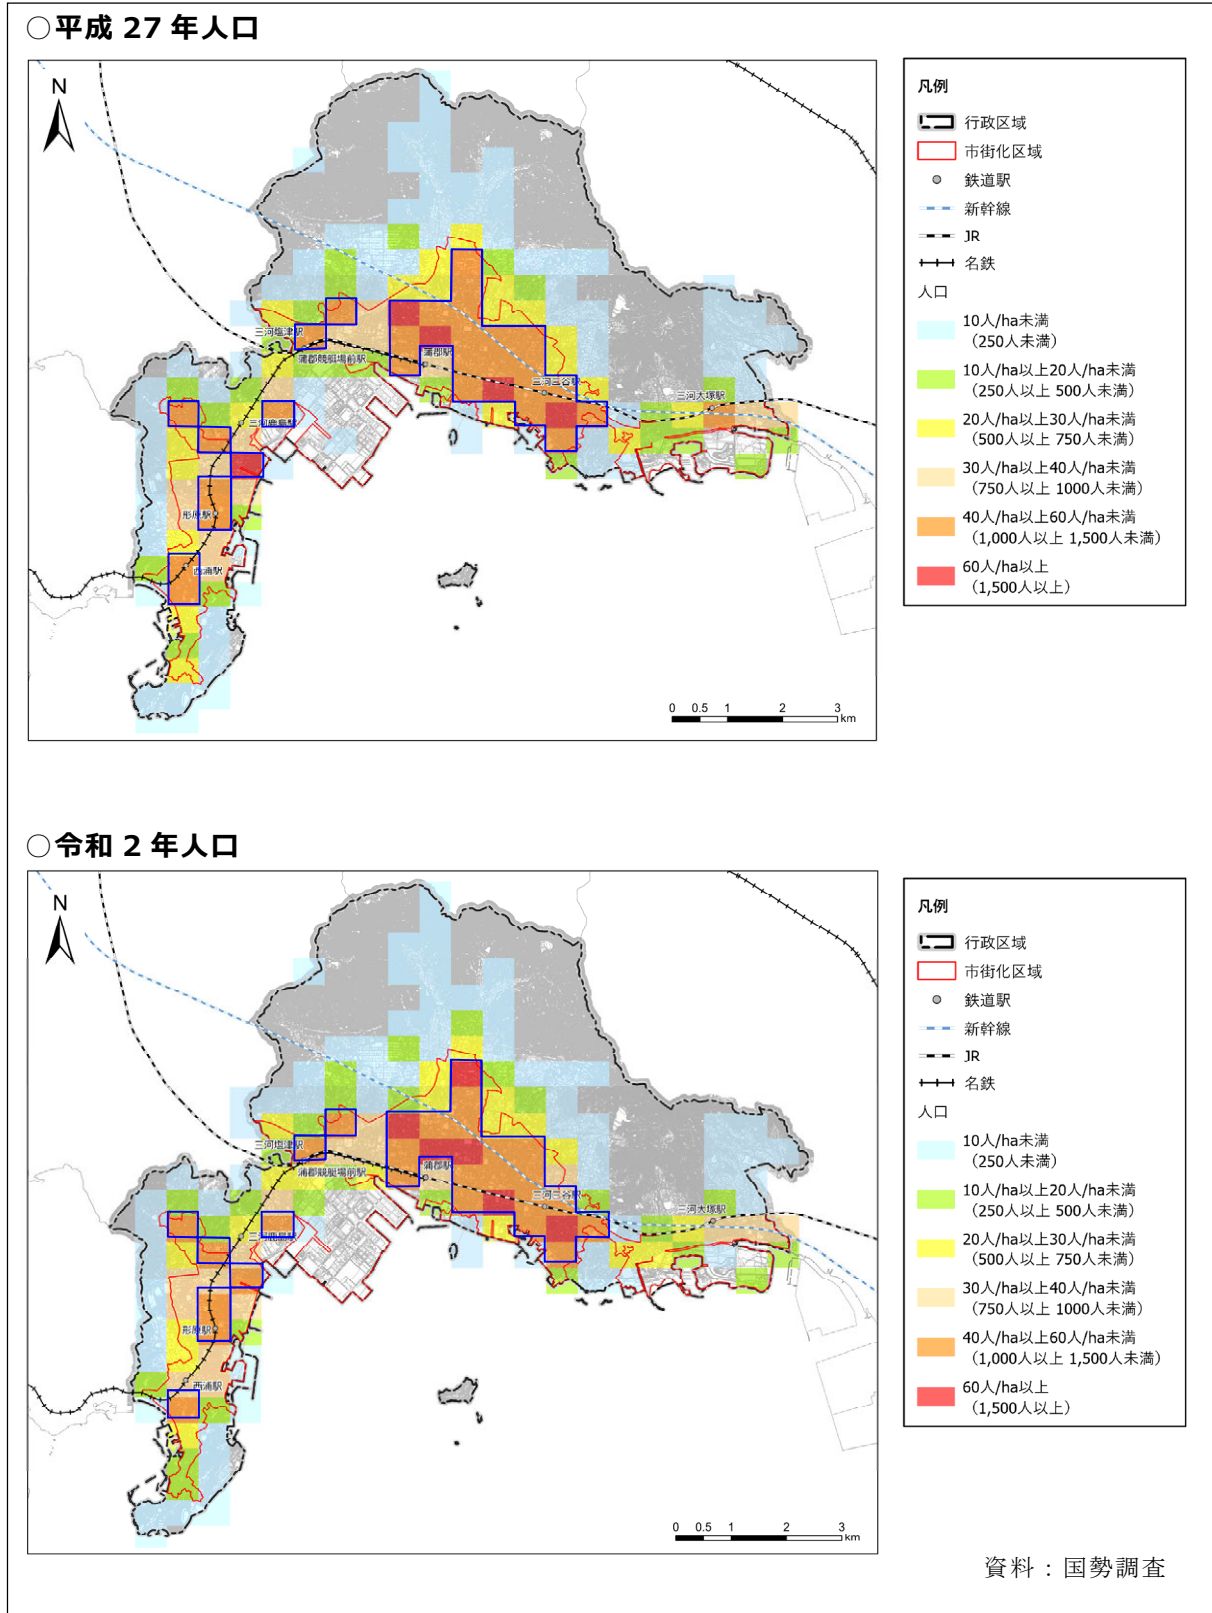 ○平成 27 年人口
N
三河塩津駅
蒲郡競艇場前駅
蒲郡駅
三河三谷駅
三河大塚駅
三河鹿島駅
形原駅
西浦駅
0 0.5 1 2 3
km
凡例
行政区域
市街化区域
鉄道駅
新幹線
JR
名鉄
人口
10人/ha未満
（250人未満）
10人/ha以上20人/ha未満
（250人以上 500人未満）
20人/ha以上30人/ha未満
（500人以上 750人未満）
30人/ha以上40人/ha未満
（750人以上 1000人未満）
40人/ha以上60人/ha未満
（1,000人以上 1,500人未満）
60人/ha以上
（1,500人以上）
○令和 2 年人口
N
三河塩津駅
蒲郡競艇場前駅
蒲郡駅
三河三谷駅
三河大塚駅
三河鹿島駅
形原駅
西浦駅
0 0.5 1 2 3
km
凡例
行政区域
市街化区域
鉄道駅
新幹線
JR
名鉄
人口
10人/ha未満
（250人未満）
10人/ha以上20人/ha未満
（250人以上 500人未満）
20人/ha以上30人/ha未満
（500人以上 750人未満）
30人/ha以上40人/ha未満
（750人以上 1000人未満）
40人/ha以上60人/ha未満
（1,000人以上 1,500人未満）
60人/ha以上
（1,500人以上）
資料：国勢調査